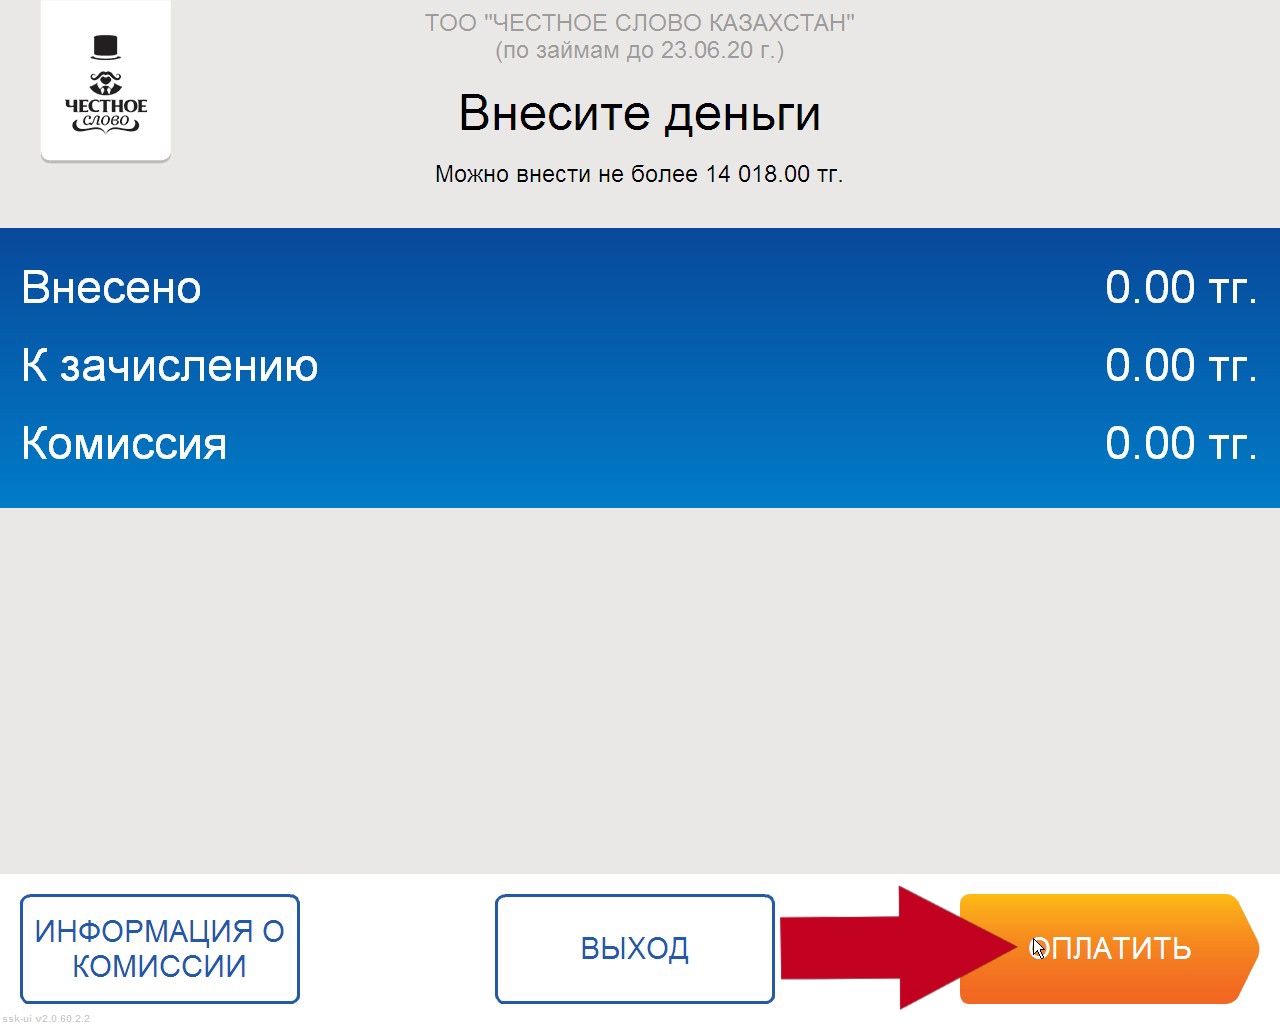 ТОО "ЧЕСТНОЕ СЛОВО КАЗАХСТАН"
(по займам до 23.06.20 г.)
ЧЕСТНОЕ
СЛОВО
Внесите деньги
Можно внести не более 14 018.00 тг.
Внесено 0.00 тг.
К зачислению 0.00 тг.
Комиссия 0.00 тг.
ИНФОРМАЦИЯ О
КОМИССИИ
ВЫХОД
ОПЛАТИТЬ
ssk-ui v2.0.60.2.2